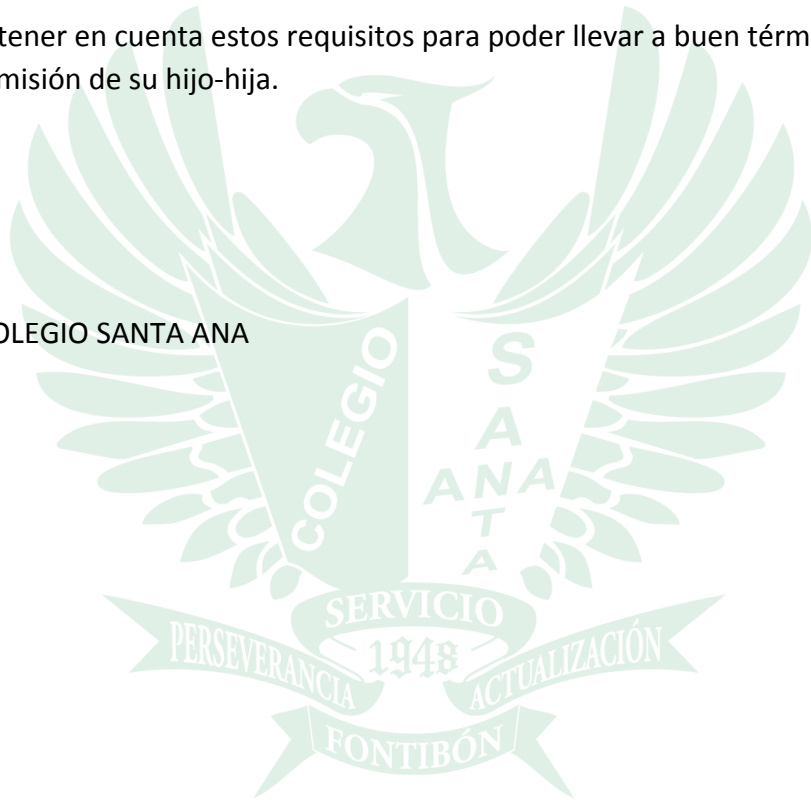 tener en cuenta estos requisitos para poder llevar a buen
misión de su hijo-hija.
OLEGIO SANTA ANA
COLEGIO
SANTA
ANA
SERVICIO
PERSEVERANCIA 1948 ACTUALIZACIÓN
FONTIBÓN